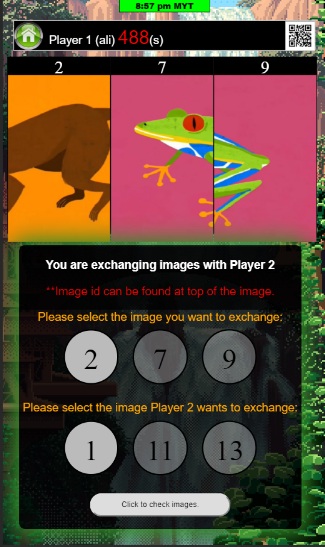 8:57 pm MYT
Player 1 (ali) 488(s)
2 7 9
You are exchanging images with Player 2
**Image id can be found at top of the image.
Please select the image you want to exchange:
2 7 9
Please select the image Player 2 wants to exchange:
1 11 13
Click to check images.